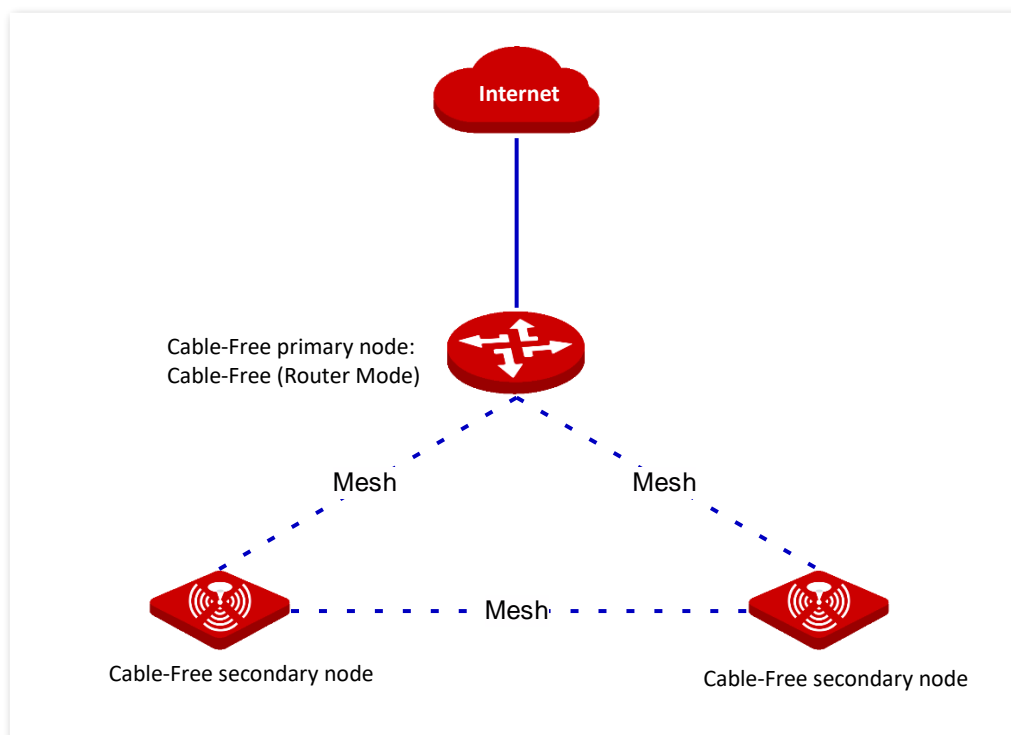 Internet
Cable-Free primary node:
Cable-Free (Router Mode)
Mesh
Mesh
Mesh
Cable-Free secondary node
Cable-Free secondary node